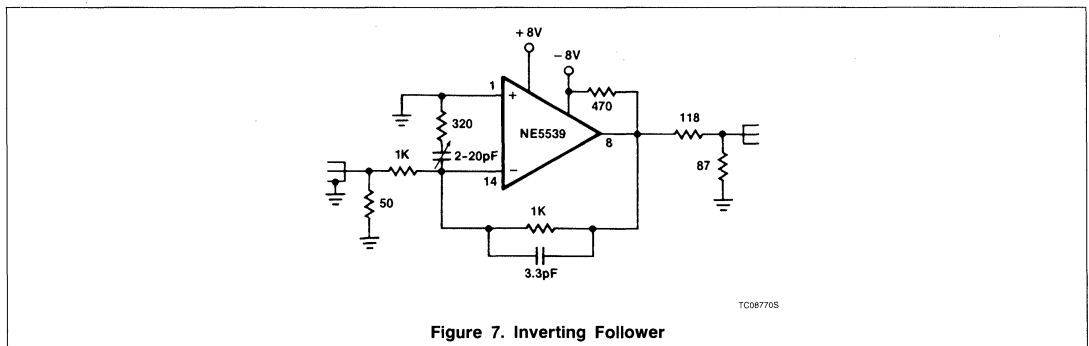 + 8V
− 8V
1
+
470
320
NE5539
118
8
1K
2-20pF
−
14
87
50
1K
3.3pF
TC08770S
Figure 7. Inverting Follower